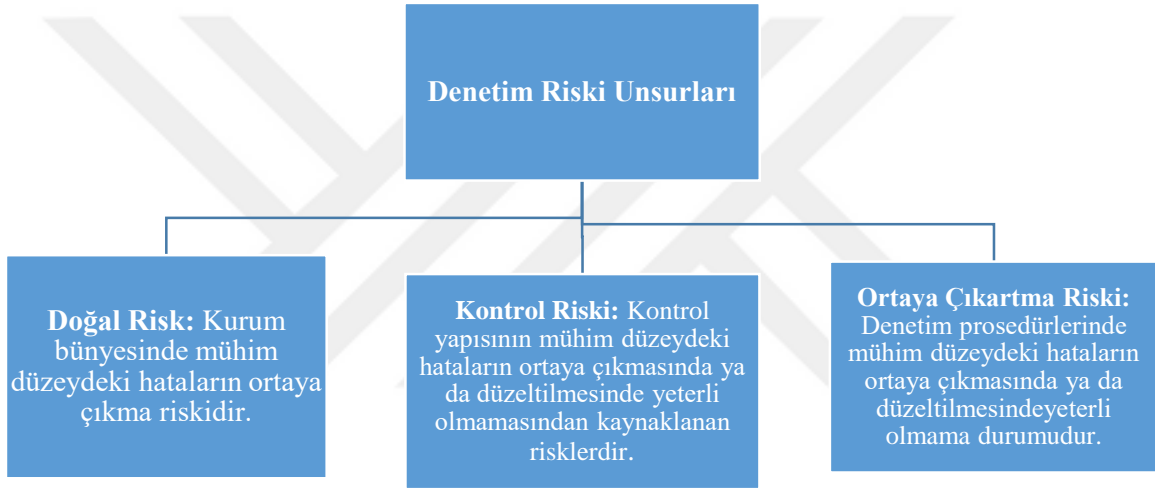 Denetim Riski Unsurları
Doğal Risk: Kurum
bünyesinde mühim
düzeydeki hataların ortaya
çıkma riskidir.
Kontrol Riski: Kontrol
yapısının mühim düzeydeki
hataların ortaya çıkmasında ya
da düzeltilmesinde yeterli
olmamasından kaynaklanan
risklerdir.
Ortaya Çıkartma Riski:
Denetim prosedürlerinde
mühim düzeydeki hataların
ortaya çıkmasında ya da
düzeltilmesindeyeterli
olmama durumudur.